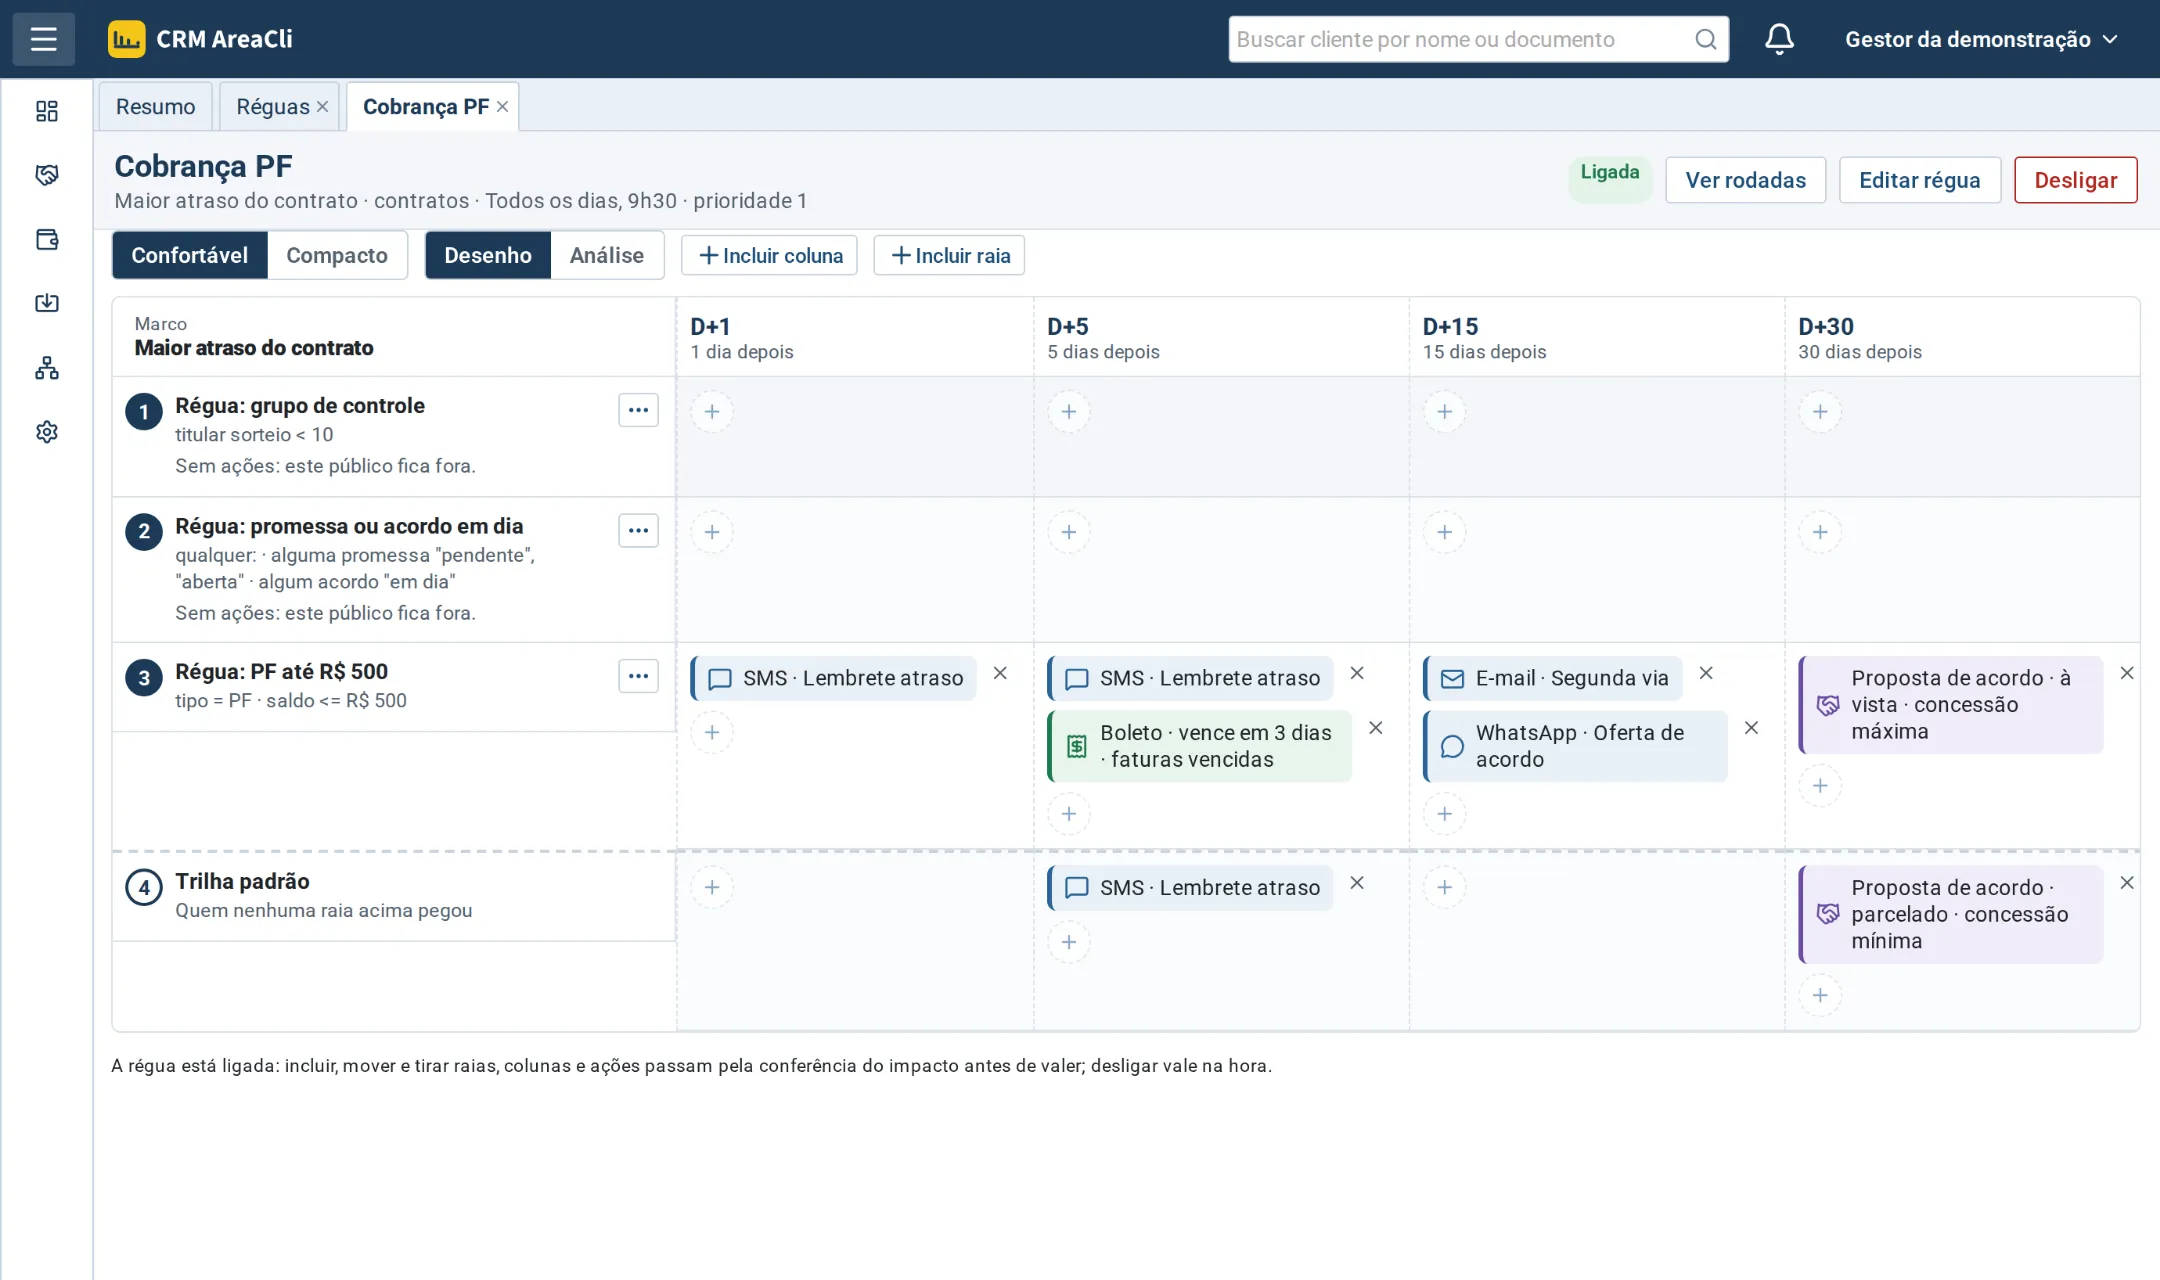 CRM AreaCli
Buscar cliente por nome ou documento
Gestor da demonstração
Resumo
Réguas
Cobrança PF
Cobrança PF
Maior atraso do contrato · contratos · Todos os dias, 9h30 · prioridade 1
Ligada
Ver rodadas
Editar régua
Desligar
Confortável
Compacto
Desenho
Análise
Incluir coluna
Incluir raia
Marco
Maior atraso do contrato
D+1
1 dia depois
D+5
5 dias depois
D+15
15 dias depois
D+30
30 dias depois
1
Régua: grupo de controle
titular sorteio < 10
Sem ações: este público fica fora.
2
Régua: promessa ou acordo em dia
qualquer: · alguma promessa "pendente",
"aberta" · algum acordo "em dia"
Sem ações: este público fica fora.
3
Régua: PF até R$ 500
tipo = PF · saldo <= R$ 500
SMS · Lembrete atraso
SMS · Lembrete atraso
Boleto · vence em 3 dias
· faturas vencidas
E-mail · Segunda via
WhatsApp · Oferta de
acordo
Proposta de acordo · à
vista · concessão
máxima
4
Trilha padrão
Quem nenhuma raia acima pegou
SMS · Lembrete atraso
Proposta de acordo ·
parcelado · concessão
mínima
A régua está ligada: incluir, mover e tirar raias, colunas e ações passam pela conferência do impacto antes de valer; desligar vale na hora.